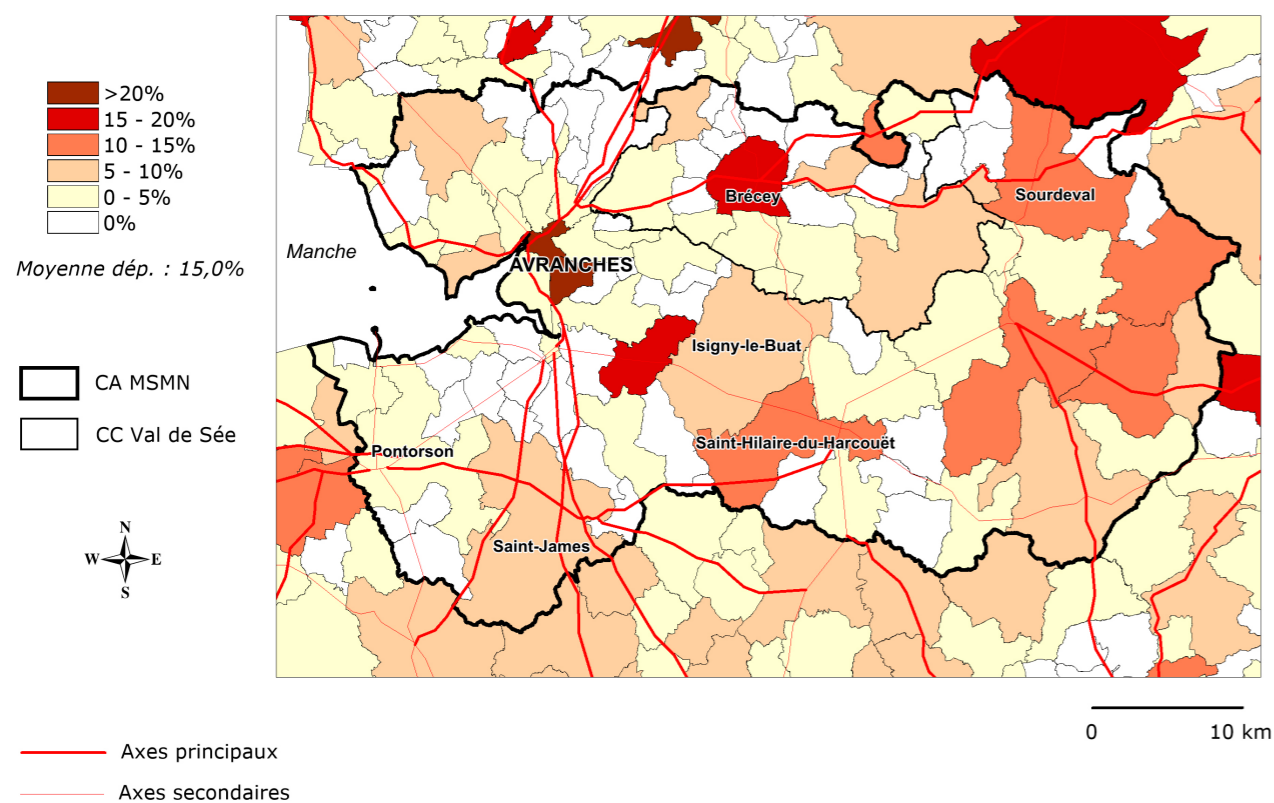 >20%
15 - 20%
10 - 15%
5 - 10%
0 - 5%
0%
Moyenne dép. : 15,0%
CA MSMN
CC Val de Sée
N
W E
S
Manche
AVRANCHES
Brécey
Sourdeval
Isigny-le-Buat
Saint-Hilaire-du-Harcouët
Pontorson
Saint-James
0 10 km
Axes principaux
Axes secondaires